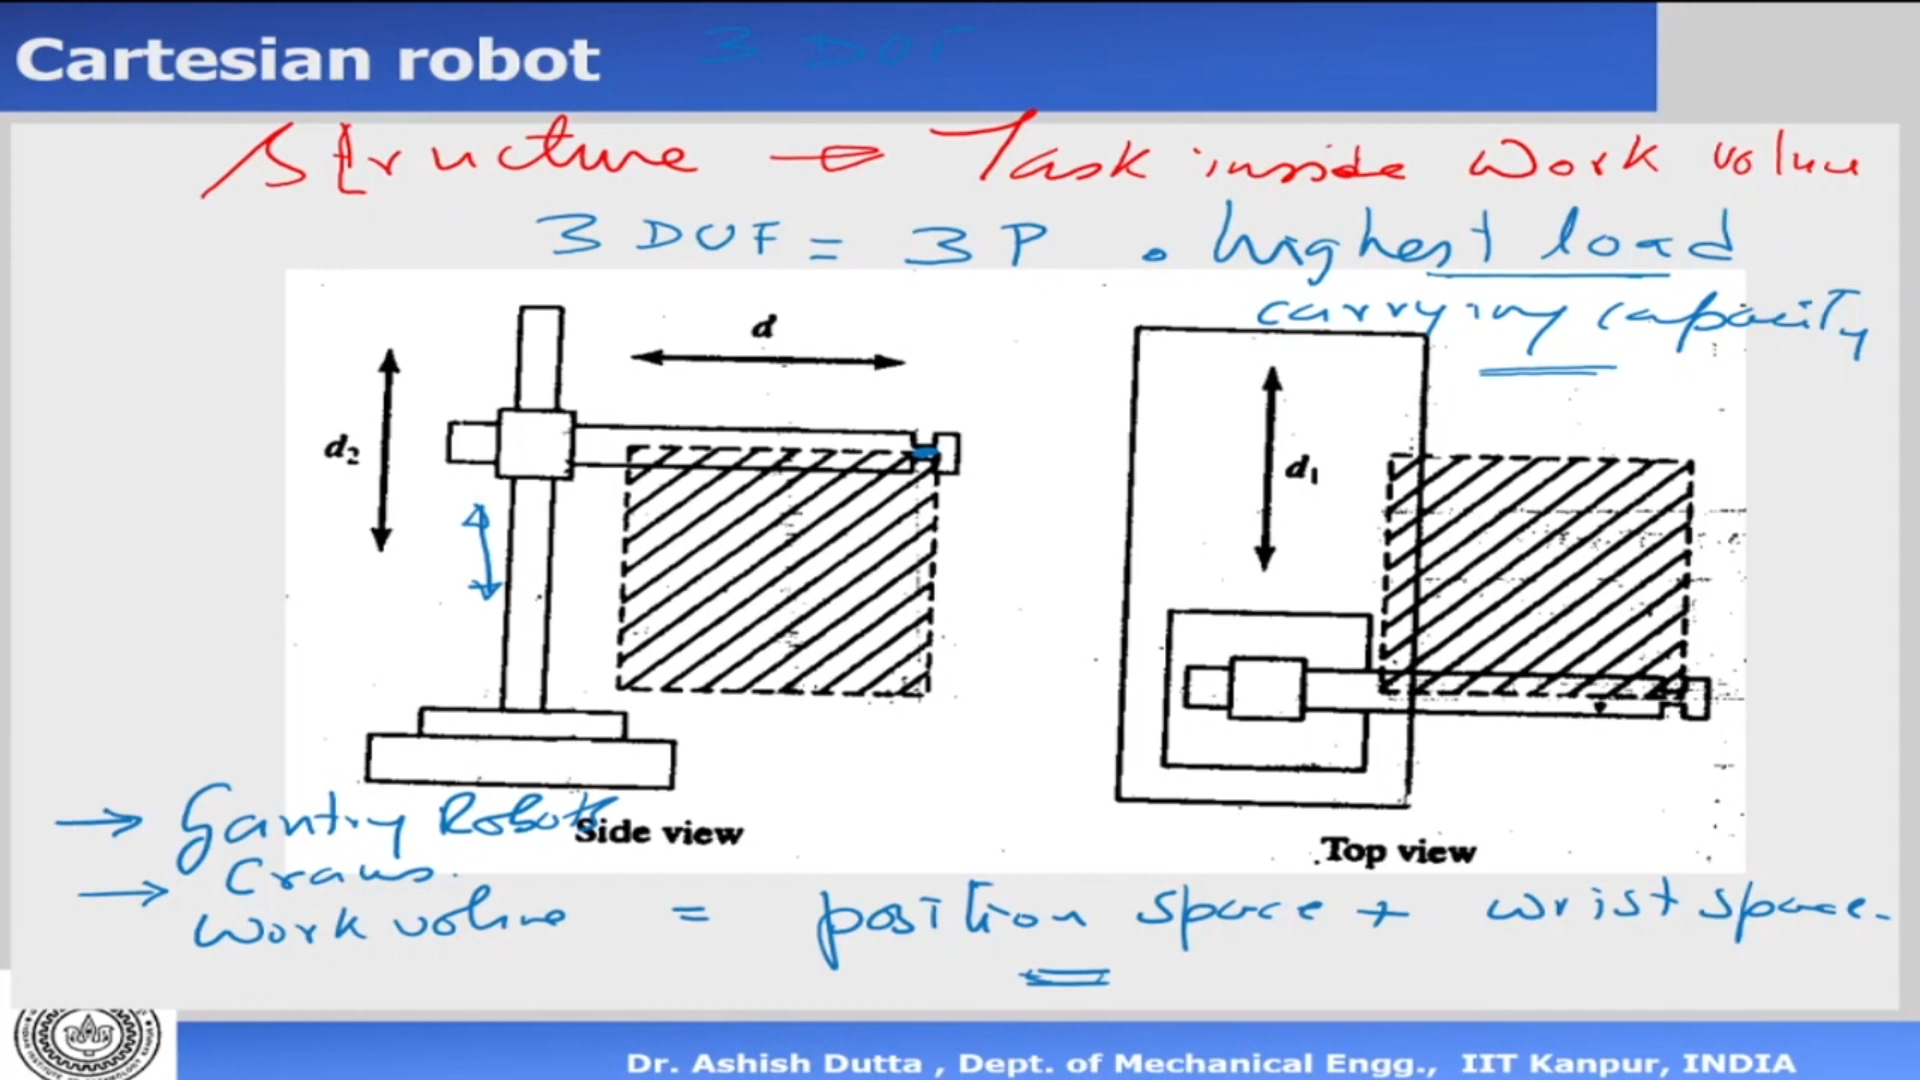 Cartesian robot 3 DOF
Structure → Task inside work volume
3 DOF = 3 P . highest load
carrying capacity
d
d2
d1
→ Gantry Robots
Side view
Top view
→
work volume = position space + wrist space.
Dr. Ashish Dutta , Dept. of Mechanical Engg., IIT Kanpur, INDIA